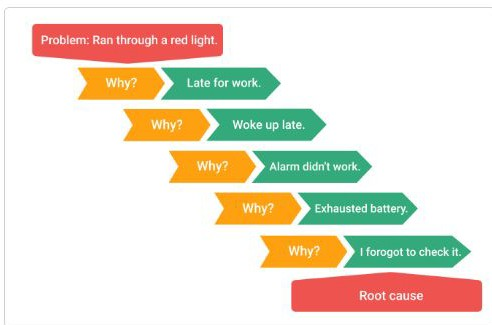 Problem: Ran through a red light.
Why? Late for work.
Why? Woke up late.
Why? Alarm didn't work.
Why? Exhausted battery.
Why? I forogot to check it.
Root cause